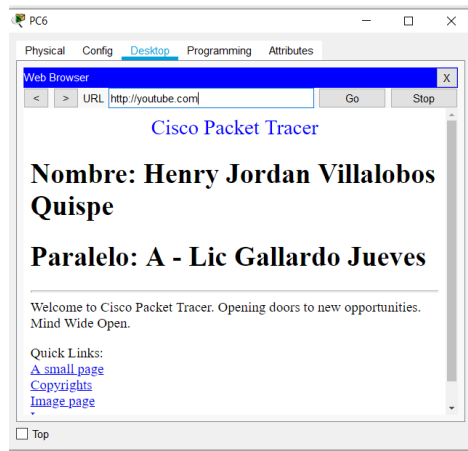 PC6
Physical Config Desktop Programming Attributes
Web Browser X
< > URL http://youtube.com Go Stop
Cisco Packet Tracer
Nombre: Henry Jordan Villalobos
Quispe
Paralelo: A - Lic Gallardo Jueves
Welcome to Cisco Packet Tracer. Opening doors to new opportunities.
Mind Wide Open.
Quick Links:
A small page
Copyrights
Image page
Top